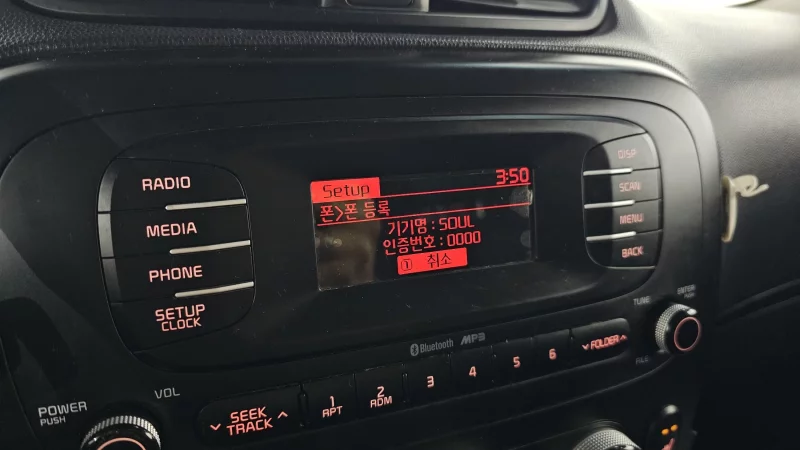 Setup 3:50
폰>폰 등록
기기명 : SOUL
인증번호 : 0000
① 취소
RADIO
MEDIA
PHONE
SETUP
CLOCK
DISP
SCAN
MENU
BACK
Bluetooth MP3
POWER
PUSH
VOL
SEEK
TRACK
1
RPT
2
RDM
3
4
5
6
FOLDER
TUNE
FILE
ENTER
PUSH